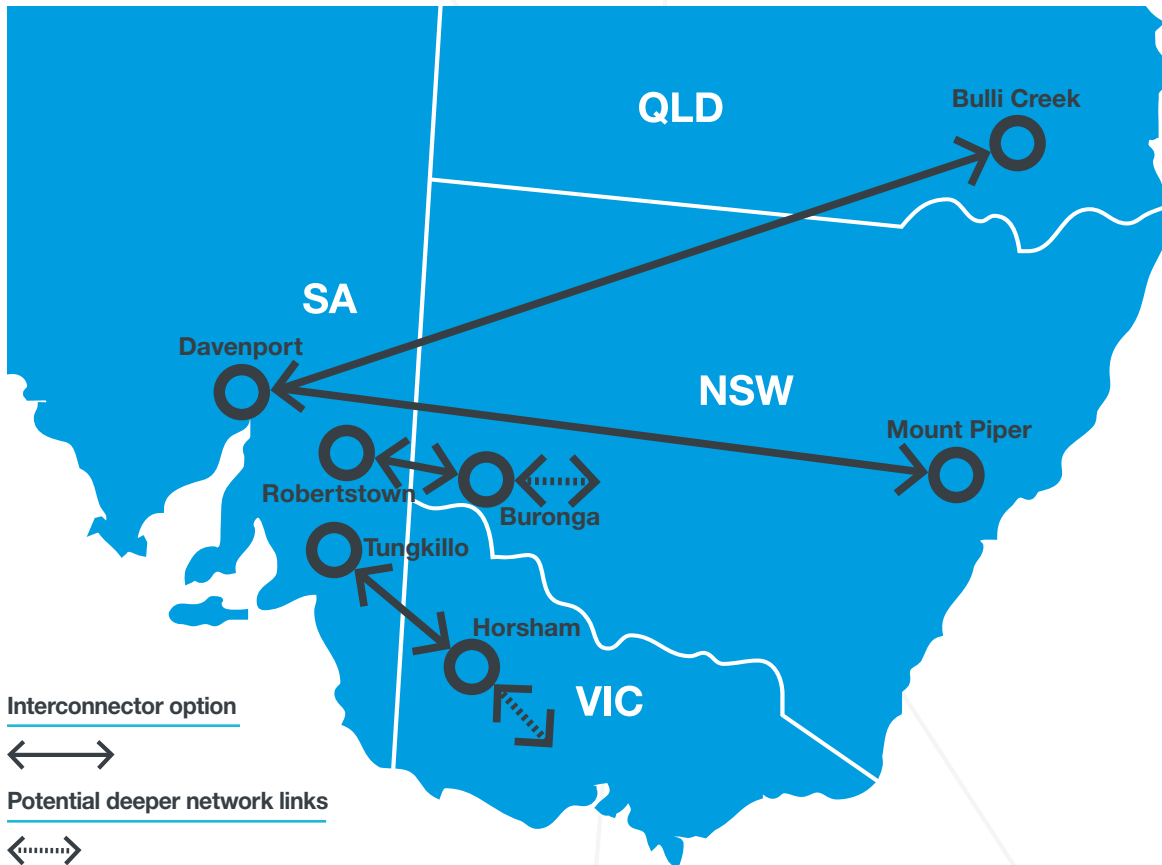 QLD
Bulli Creek
SA
Davenport
NSW
Mount Piper
Robertstown
Buronga
Tungkillo
Horsham
VIC
Interconnector option
Potential deeper network links